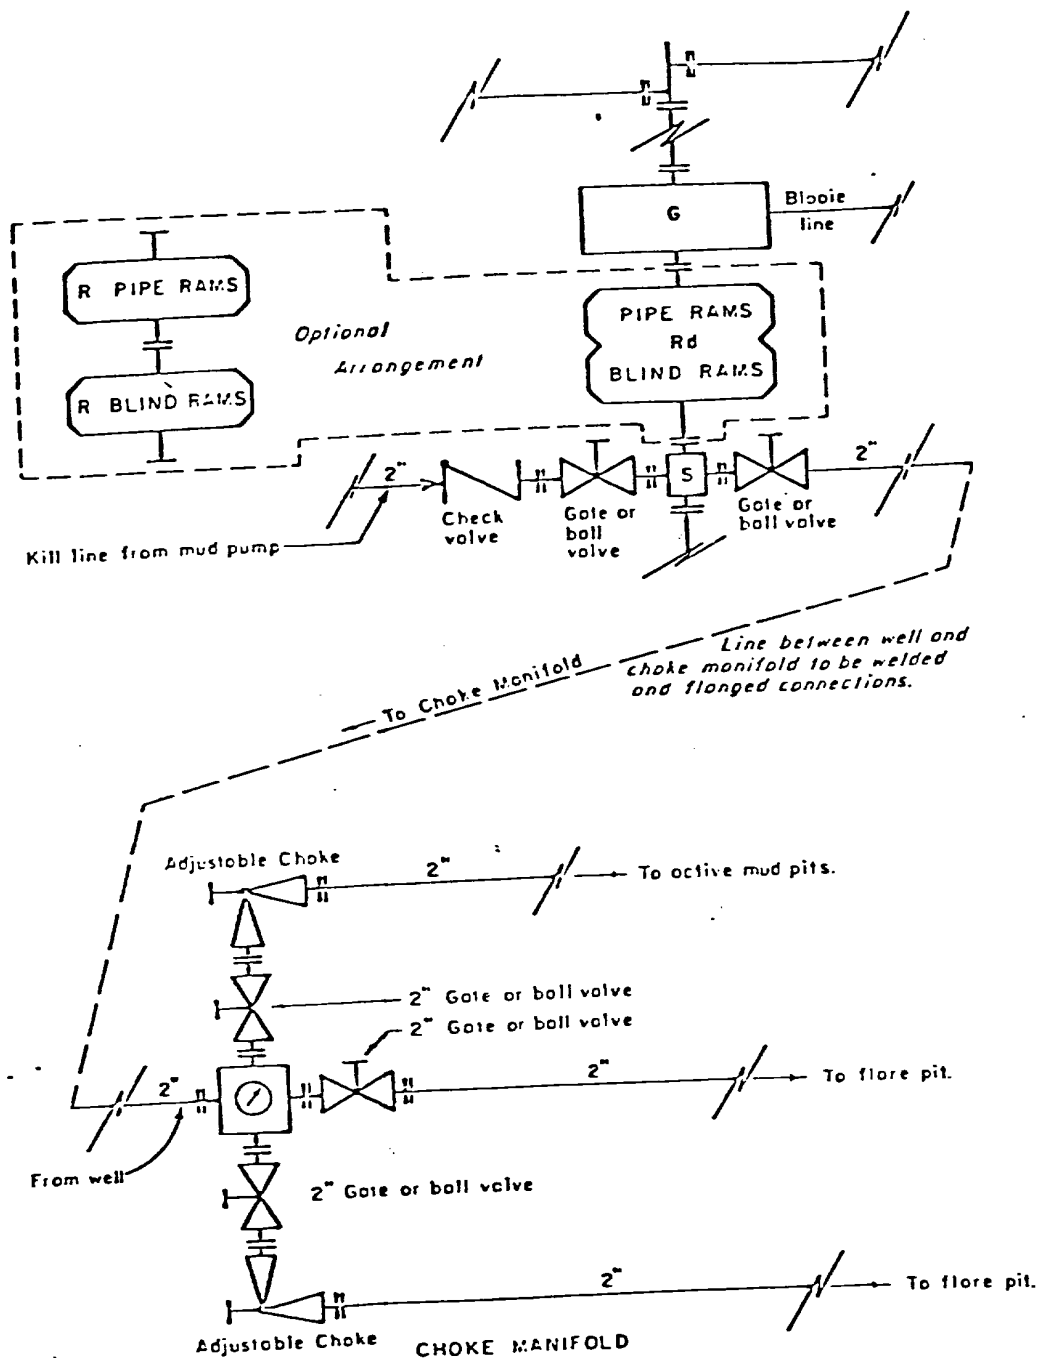 G
Blooie
line
R PIPE RAMS
R BLIND RAMS
Optional
Arrangement
PIPE RAMS
Rd
BLIND RAMS
2"
S
2"
Check
valve
Gate or
ball
valve
Gate or
ball valve
Kill line from mud pump
Line between well and
choke manifold to be welded
and flanged connections.
To Choke Manifold
Adjustable Choke
2"
To active mud pits.
2" Gate or ball valve
2" Gate or ball valve
2"
2"
To flare pit.
From well
2" Gate or ball valve
2"
To flare pit.
Adjustable Choke
CHOKE MANIFOLD